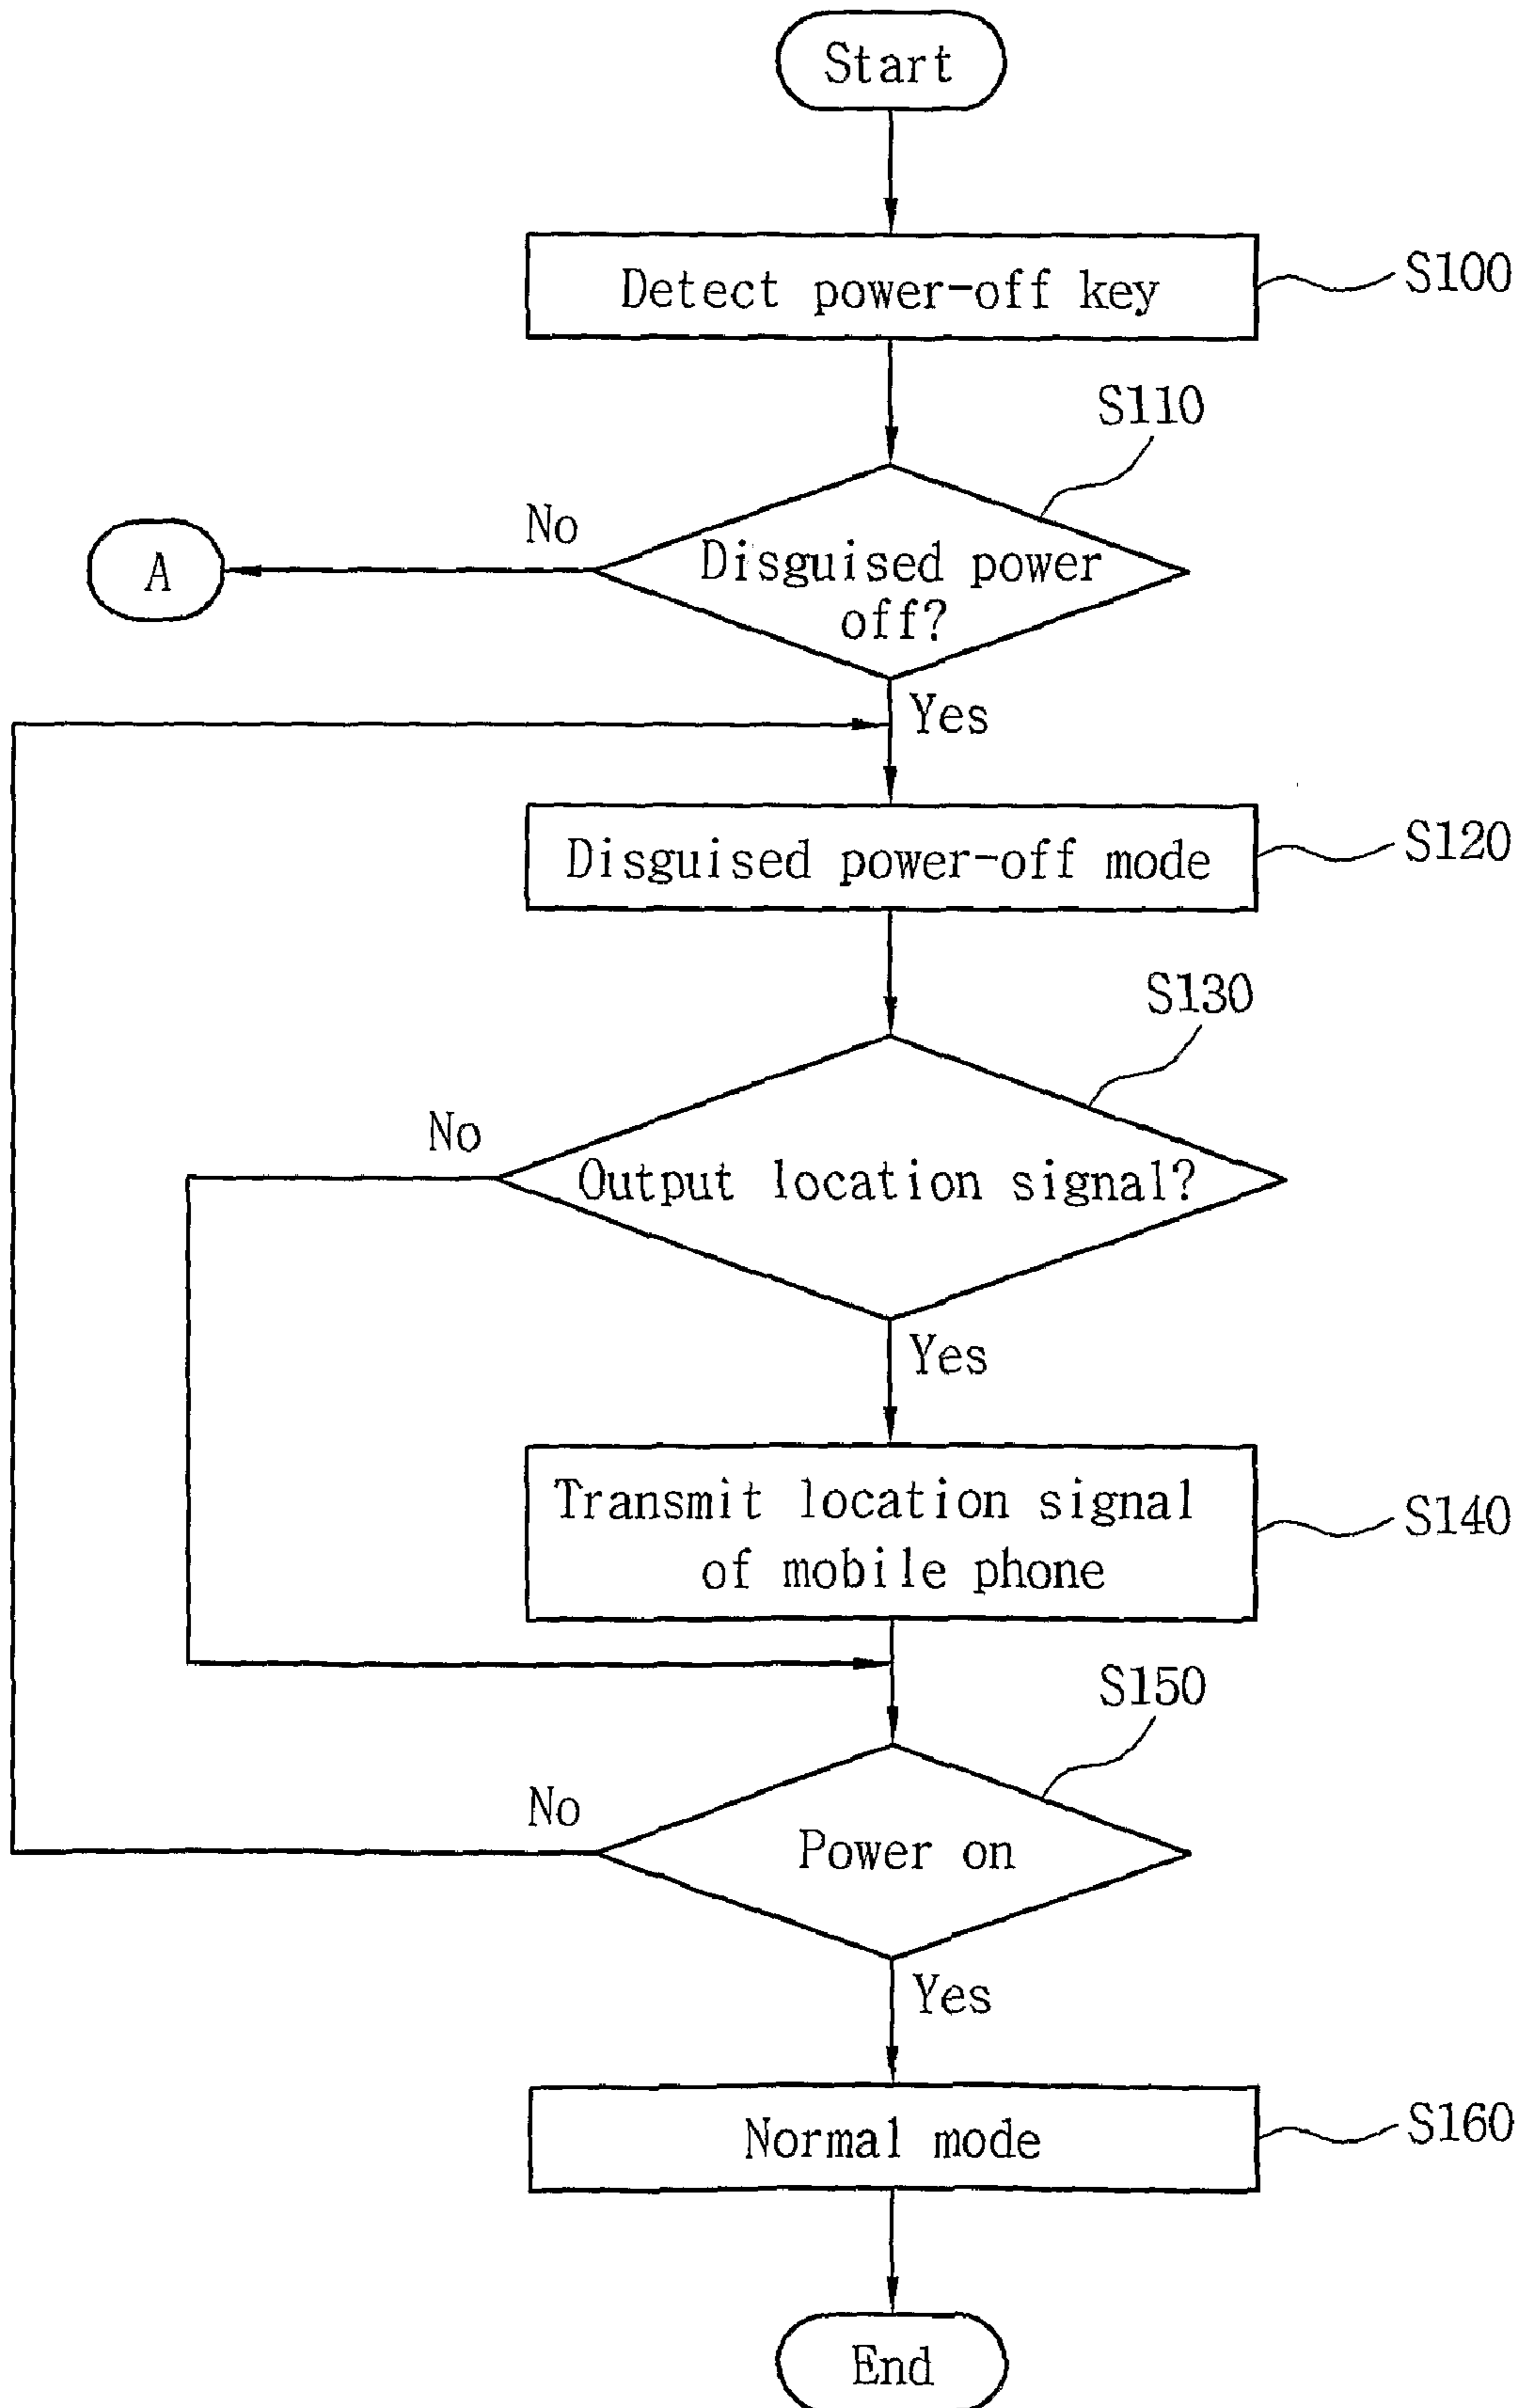 Start
Detect power-off key
S100
S110
No
Disguised power
off?
A
Yes
Disguised power-off mode
S120
S130
No
Output location signal?
Yes
Transmit location signal
of mobile phone
S140
S150
No
Power on
Yes
Normal mode
S160
End